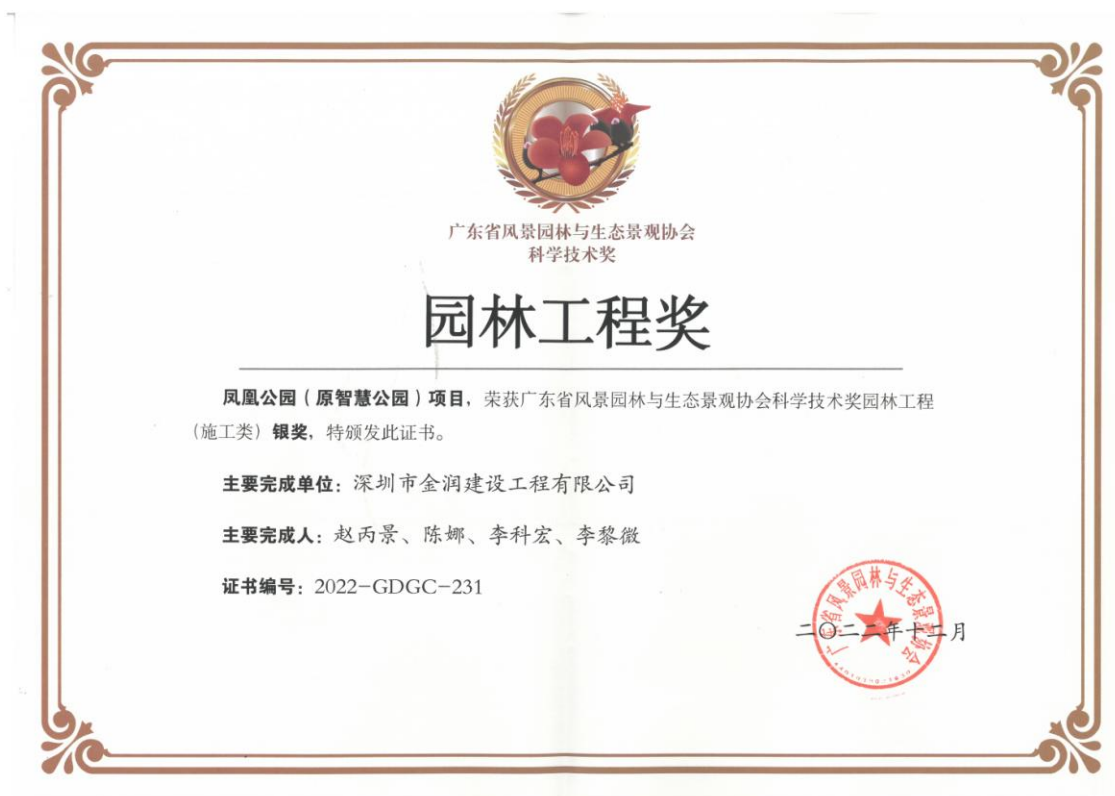 广东省风景园林与生态景观协会
科学技术奖
园林工程奖
凤凰公园（原智慧公园）项目，荣获广东省风景园林与生态景观协会科学技术奖园林工程
（施工类）银奖，特颁发此证书。
主要完成单位：深圳市金润建设工程有限公司
主要完成人：赵丙景、陈娜、李科宏、李黎微
证书编号：2022-GDGC-231
广东省风景园林与生态景观协会
二〇二二年十二月